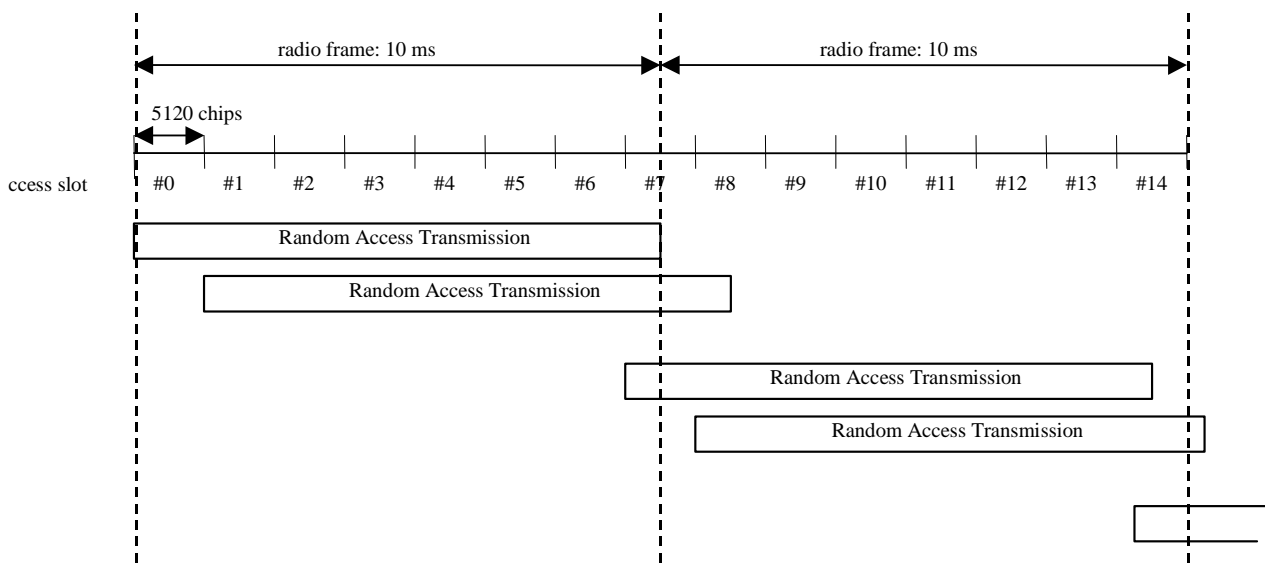 radio frame: 10 ms radio frame: 10 ms
5120 chips
ccess slot #0 #1 #2 #3 #4 #5 #6 #7 #8 #9 #10 #11 #12 #13 #14
Random Access Transmission
Random Access Transmission
Random Access Transmission
Random Access Transmission